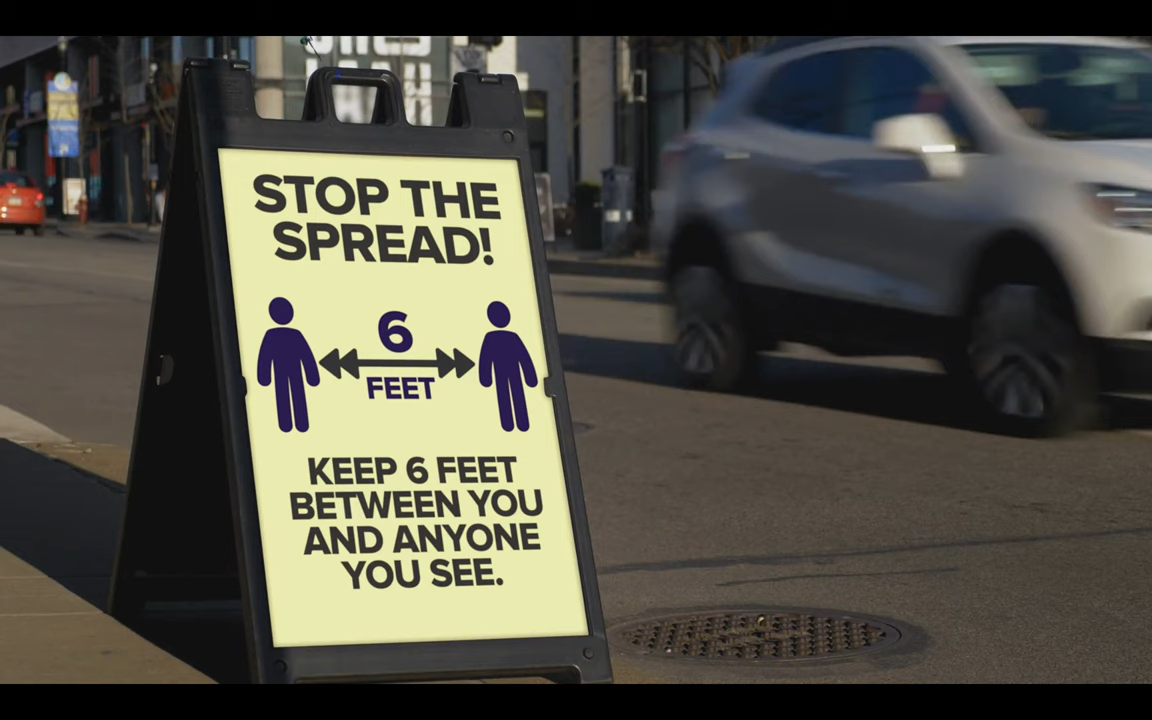 STOP THE
SPREAD!
6
FEET
KEEP 6 FEET
BETWEEN YOU
AND ANYONE
YOU SEE.